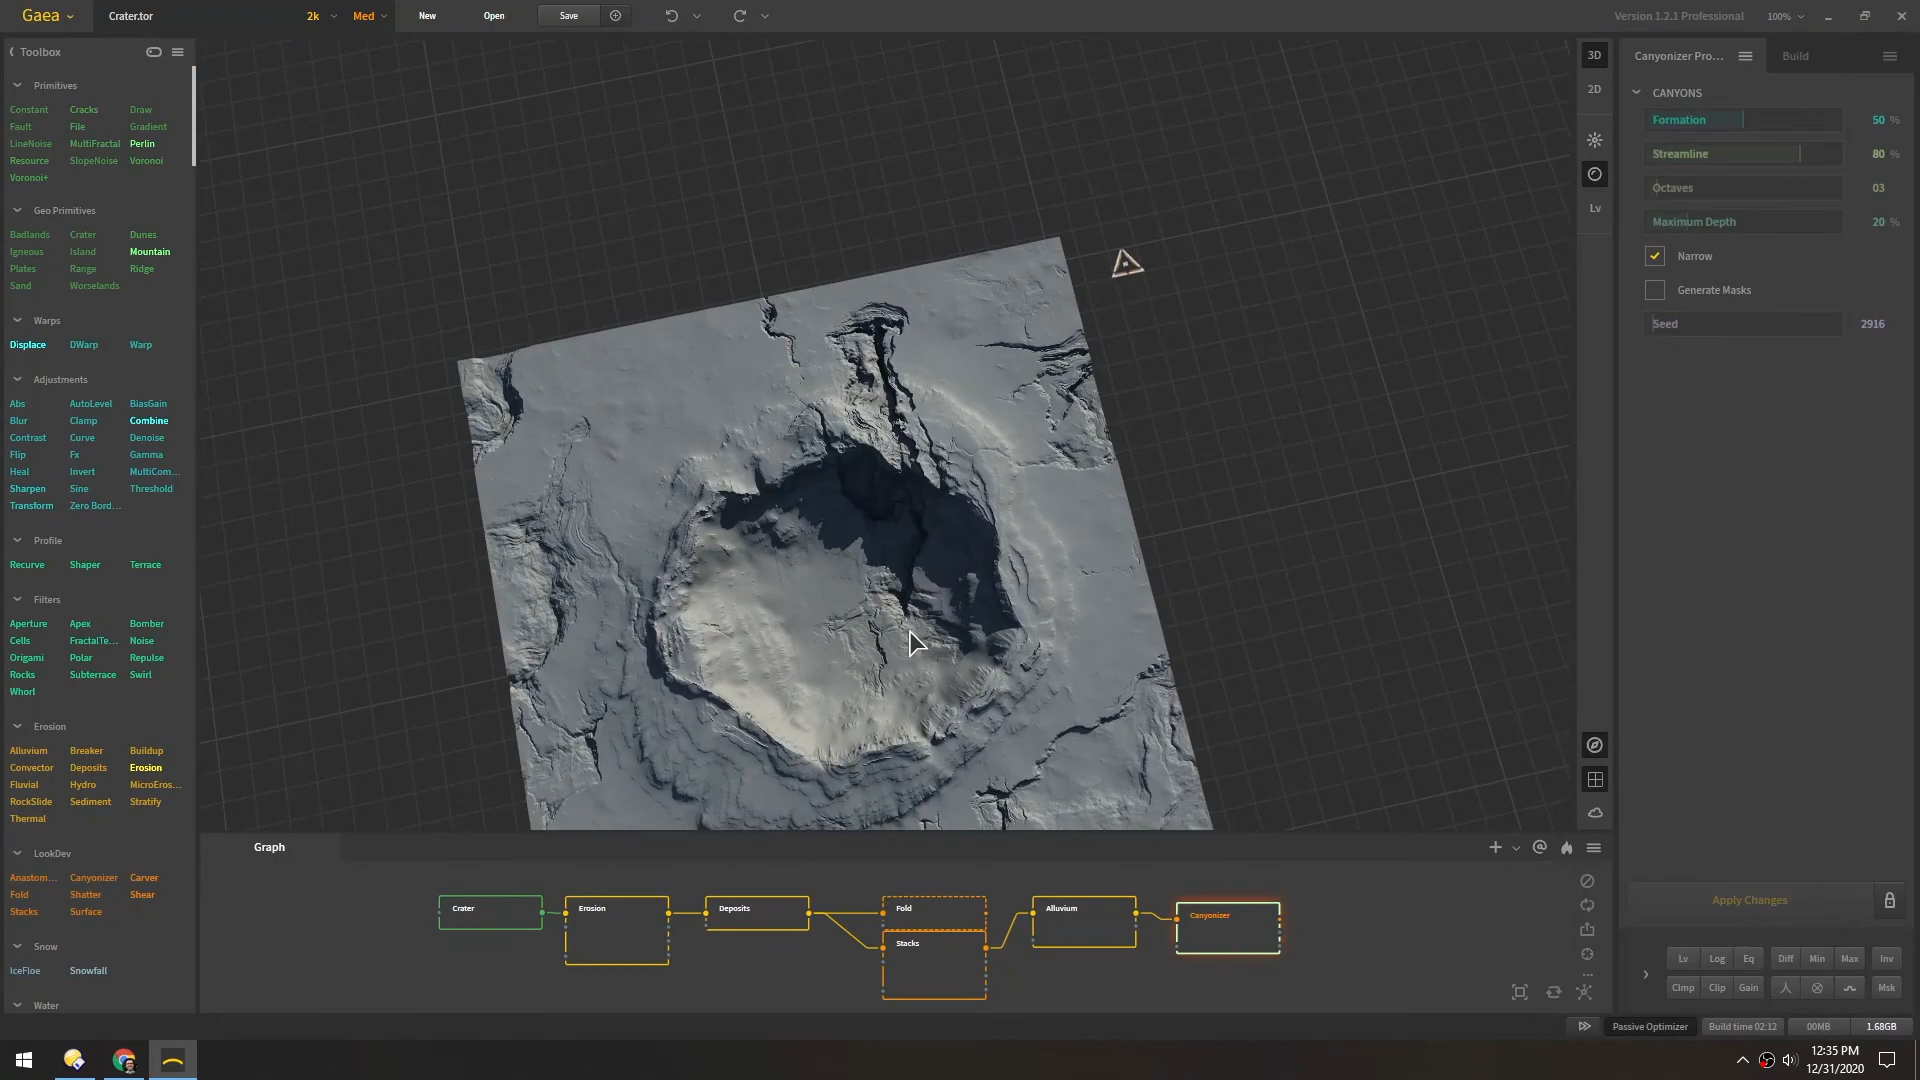 Gaea
Crater.tor
2k
Med
New
Open
Save
Version 1.2.1 Professional
100%
Toolbox
Primitives
Constant Cracks Draw
Fault File Gradient
LineNoise MultiFractal Perlin
Resource SlopeNoise Voronoi
Voronoi+
Geo Primitives
Badlands Crater Dunes
Igneous Island Mountain
Plates Range Ridge
Sand Worselands
Warps
Displace DWarp Warp
Adjustments
Abs AutoLevel BiasGain
Blur Clamp Combine
Contrast Curve Denoise
Flip Fx Gamma
Heal Invert MultiCom...
Sharpen Sine Threshold
Transform Zero Bord...
Profile
Recurve Shaper Terrace
Filters
Aperture Apex Bomber
Cells FractalTe... Noise
Origami Polar Repulse
Rocks Subterrace Swirl
Whorl
Erosion
Alluvium Breaker Buildup
Convector Deposits Erosion
Fluvial Hydro MicroEros...
RockSlide Sediment Stratify
Thermal
LookDev
Anastom... Canyonizer Carver
Fold Shatter Shear
Stacks Surface
Snow
IceFloe Snowfall
Water
3D
2D
Lv
Canyonizer Pro...
Build
CANYONS
Formation 50 %
Streamline 80 %
Octaves 03
Maximum Depth 20 %
Narrow
Generate Masks
Seed 2916
Apply Changes
Lv Log Eq Diff Min Max Inv
Clmp Clip Gain Msk
Graph
Crater
Erosion
Deposits
Fold
Stacks
Alluvium
Canyonizer
Passive Optimizer
Build time 02:12
00MB
1.68GB
12:35 PM
12/31/2020